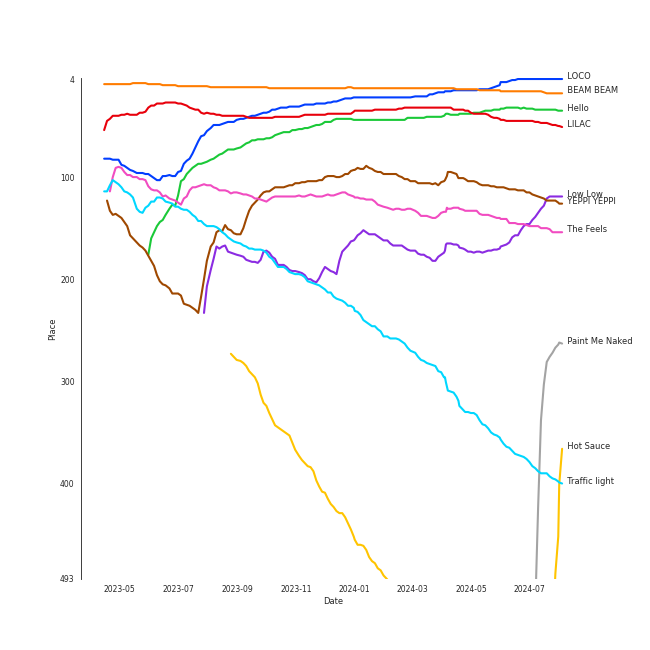 4
100
200
300
400
493
Place
2023-05 2023-07 2023-09 2023-11 2024-01 2024-03 2024-05 2024-07
Date
LOCO
BEAM BEAM
Hello
LILAC
Low Low
YEPPI YEPPI
The Feels
Paint Me Naked
Hot Sauce
Traffic light